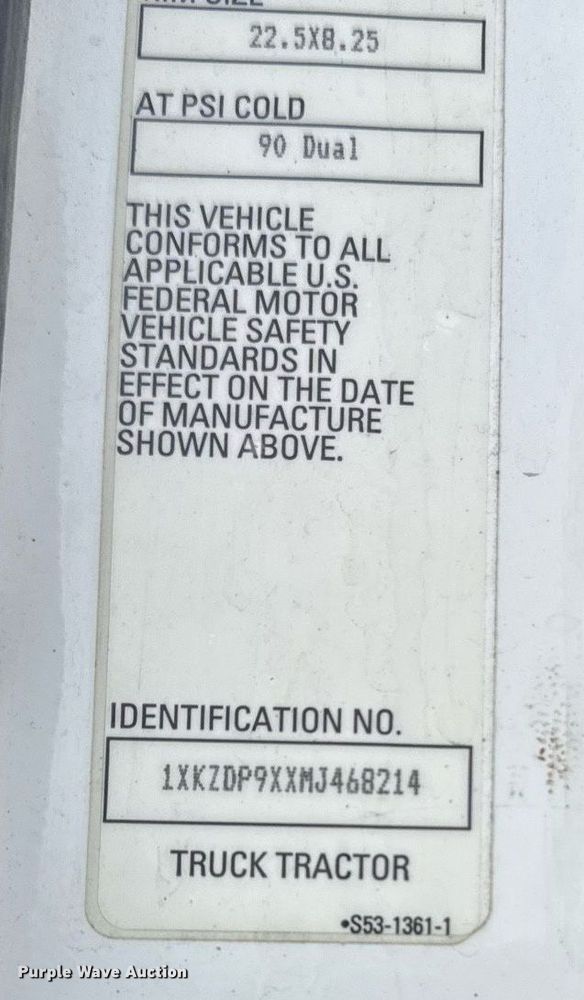 RIM SIZE
22.5X8.25
AT PSI COLD
90 Dual
THIS VEHICLE
CONFORMS TO ALL
APPLICABLE U.S.
FEDERAL MOTOR
VEHICLE SAFETY
STANDARDS IN
EFFECT ON THE DATE
OF MANUFACTURE
SHOWN ABOVE.
IDENTIFICATION NO.
1XKZDP9XXMJ468214
TRUCK TRACTOR
•S53-1361-1
Purple Wave Auction